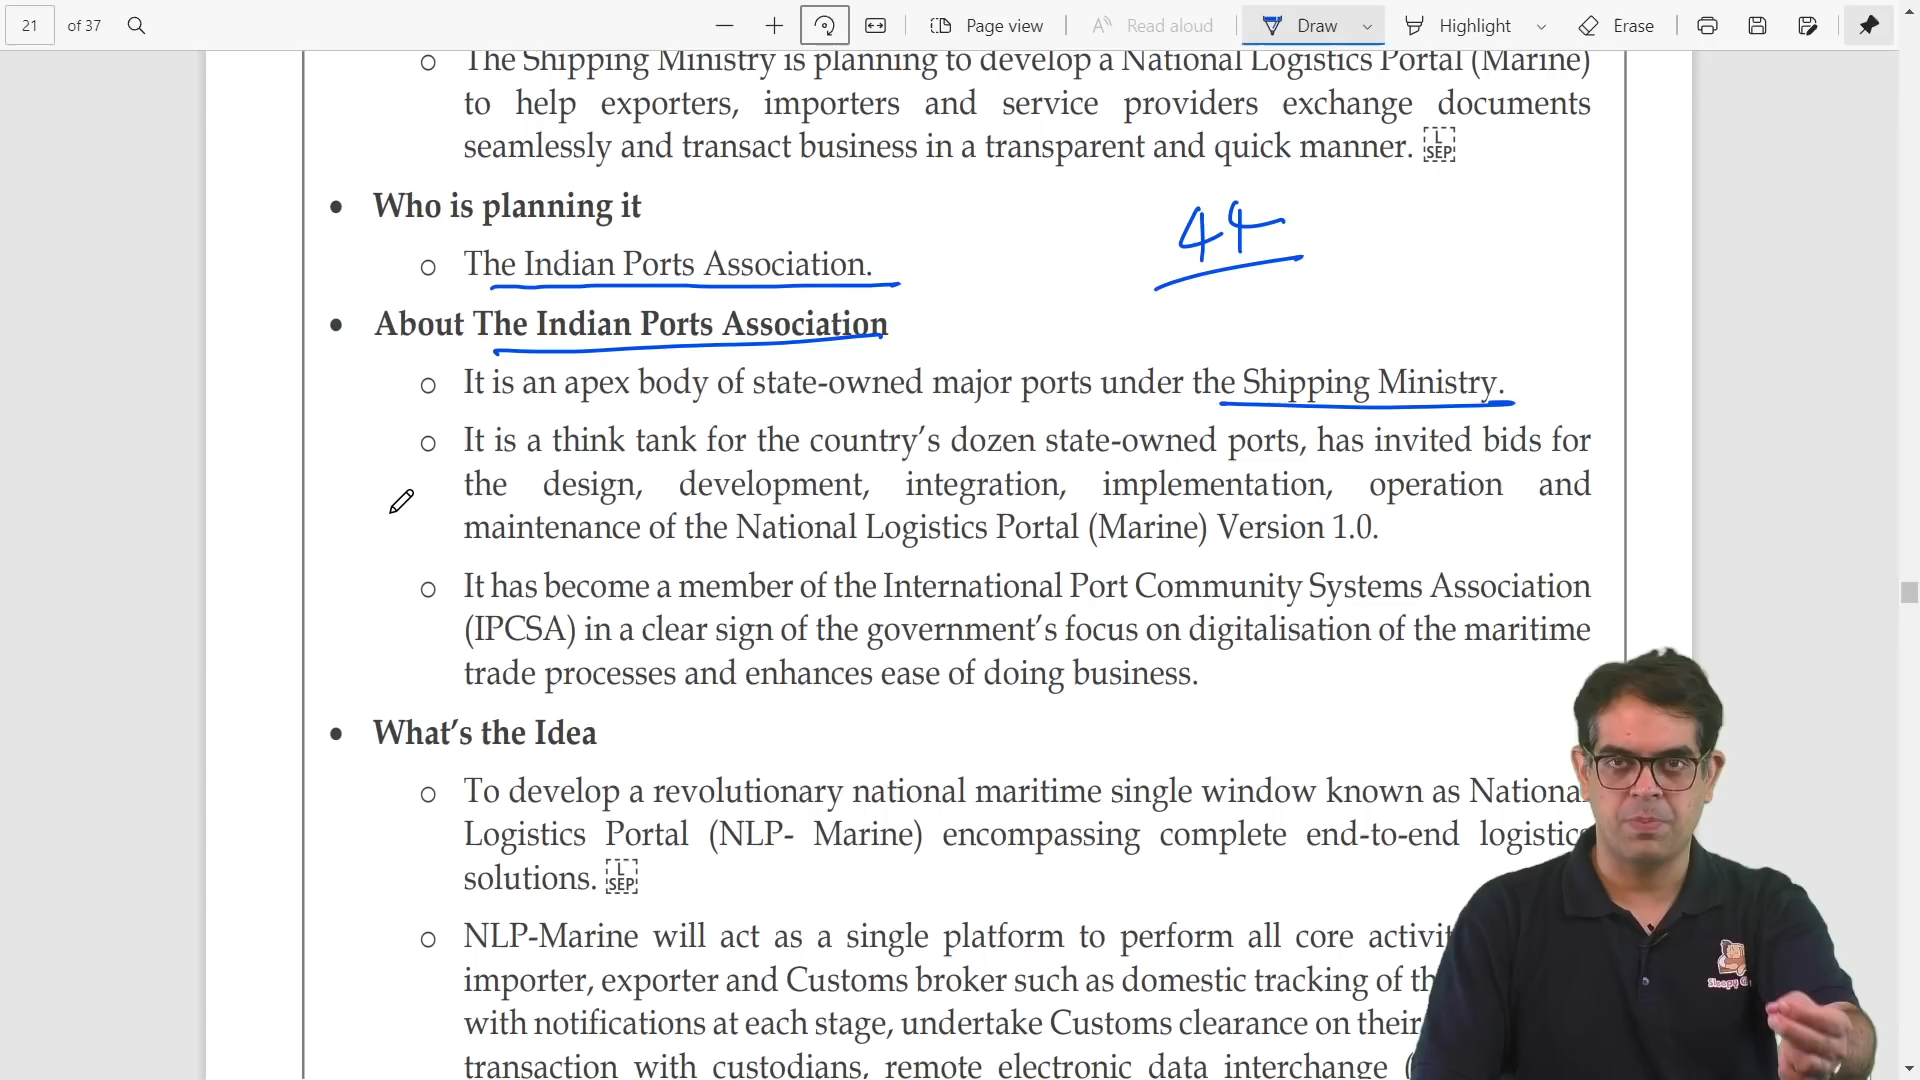 21 of 37 Page view Read aloud Draw Highlight Erase
o The Shipping Ministry is planning to develop a National Logistics Portal (Marine)
to help exporters, importers and service providers exchange documents
seamlessly and transact business in a transparent and quick manner. L SEP
• Who is planning it
44
o The Indian Ports Association.
• About The Indian Ports Association
o It is an apex body of state-owned major ports under the Shipping Ministry.
o It is a think tank for the country’s dozen state-owned ports, has invited bids for
the design, development, integration, implementation, operation and
maintenance of the National Logistics Portal (Marine) Version 1.0.
o It has become a member of the International Port Community Systems Association
(IPCSA) in a clear sign of the government’s focus on digitalisation of the maritime
trade processes and enhances ease of doing business.
• What’s the Idea
o To develop a revolutionary national maritime single window known as National
Logistics Portal (NLP- Marine) encompassing complete end-to-end logistics
solutions. L SEP
o NLP-Marine will act as a single platform to perform all core
importer, exporter and Customs broker such as domestic tracking of
with notifications at each stage, undertake Customs clearance on their
transaction with custodians, remote electronic data interchange (
Sleepy